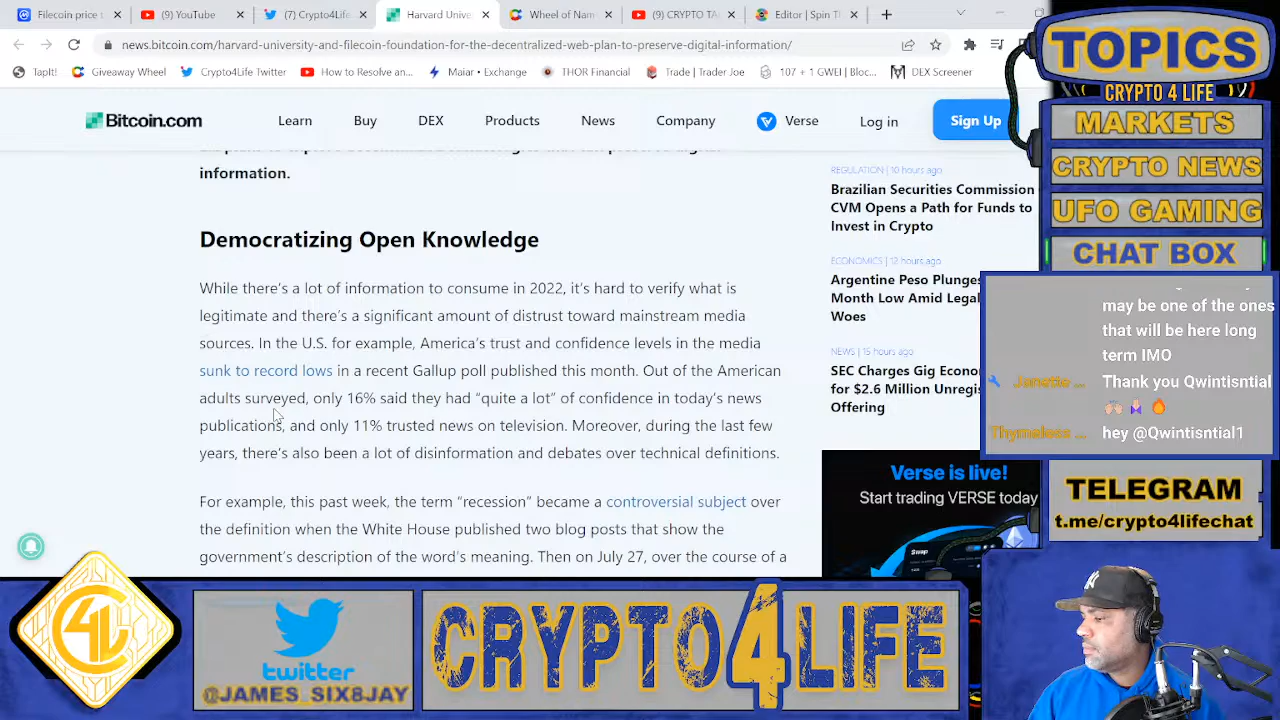 Filecoin price t
(9) YouTube
(7) Crypto4Life
Harvard Unive
Wheel of Nam
(9) CRYPTO TA
Editor | Spin T
news.bitcoin.com/harvard-university-and-filecoin-foundation-for-the-decentralized-web-plan-to-preserve-digital-information/
TapIt!
Giveaway Wheel
Crypto4Life Twitter
How to Resolve an...
Maiar • Exchange
THOR Financial
Trade | Trader Joe
107 + 1 GWEI | Bloc...
DEX Screener
Bitcoin.com
Learn
Buy
DEX
Products
News
Company
Verse
Log in
Sign Up
information.
Democratizing Open Knowledge
While there's a lot of information to consume in 2022, it's hard to verify what is
legitimate and there's a significant amount of distrust toward mainstream media
sources. In the U.S. for example, America's trust and confidence levels in the media
sunk to record lows in a recent Gallup poll published this month. Out of the American
adults surveyed, only 16% said they had "quite a lot" of confidence in today's news
publications, and only 11% trusted news on television. Moreover, during the last few
years, there's also been a lot of disinformation and debates over technical definitions.
For example, this past week, the term "recession" became a controversial subject over
the definition when the White House published two blog posts that show the
government's description of the word's meaning. Then on July 27, over the course of a
REGULATION | 10 hours ago
Brazilian Securities Commission
CVM Opens a Path for Funds to
Invest in Crypto
ECONOMICS | 12 hours ago
Argentine Peso Plunges
Month Low Amid Legal
Woes
NEWS | 15 hours ago
SEC Charges Gig Econo
for $2.6 Million Unregis
Offering
Verse is live!
Start trading VERSE today
Swap
TOPICS
CRYPTO 4 LIFE
MARKETS
CRYPTO NEWS
UFO GAMING
CHAT BOX
may be one of the ones
that will be here long
term IMO
Junette ...
Thank you Qwintisntial
Thymeless ...
hey @Qwintisntial1
TELEGRAM
t.me/crypto4lifechat
C4L
twitter
@JAMES_SIX8JAY
CRYPTO4LIFE